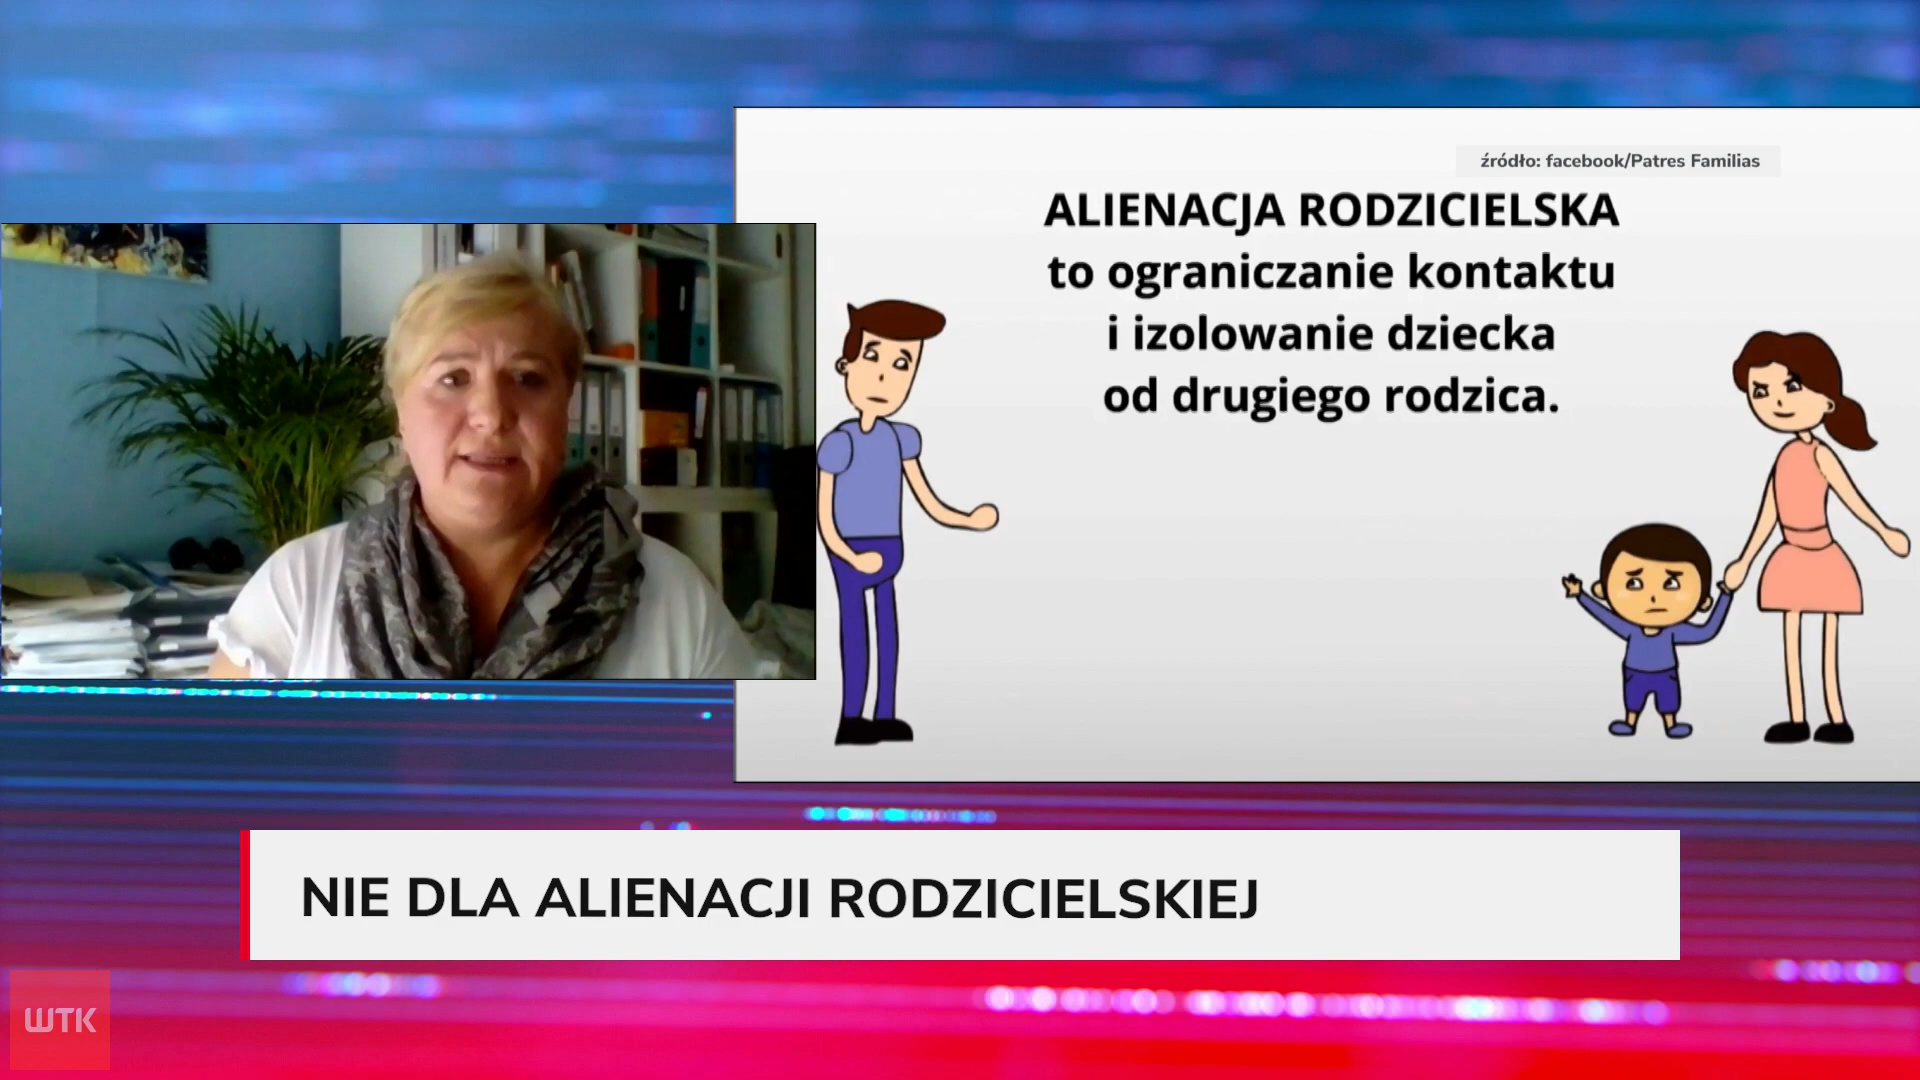 źródło: facebook/Patres Familias
ALIENACJA RODZICIELSKA
to ograniczanie kontaktu
i izolowanie dziecka
od drugiego rodzica.
NIE DLA ALIENACJI RODZICIELSKIEJ
WTK